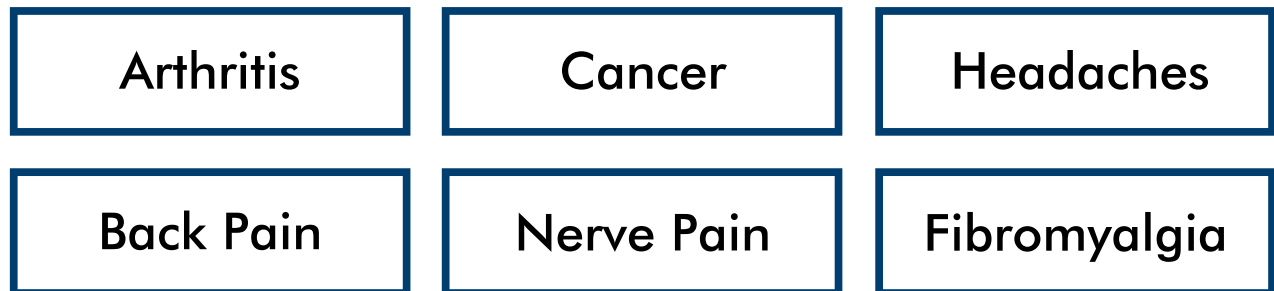 Arthritis
Cancer
Headaches
Back Pain
Nerve Pain
Fibromyalgia